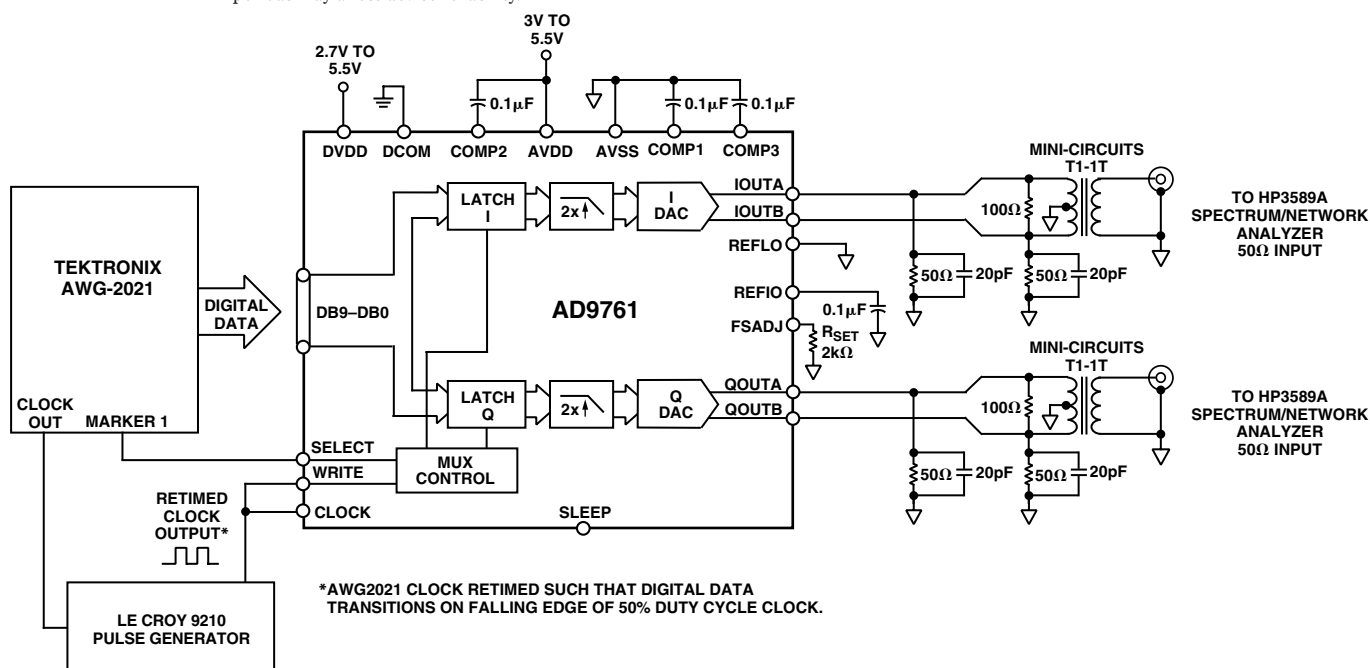 3V TO
5.5V
2.7V TO
5.5V
0.1µF
0.1µF
0.1µF
DVDD
DCOM
COMP2
AVDD
AVSS
COMP1
COMP3
TEKTRONIX
AWG-2021
CLOCK
OUT
MARKER 1
DIGITAL
DATA
DB9–DB0
LATCH
I
2x
I
DAC
IOUTA
IOUTB
REFLO
REFIO
FSADJ
0.1µF
RSET
2kΩ
AD9761
LATCH
Q
2x
Q
DAC
QOUTA
QOUTB
SELECT
WRITE
CLOCK
MUX
CONTROL
SLEEP
MINI-CIRCUITS
T1-1T
100Ω
50Ω
20pF
50Ω
20pF
TO HP3589A
SPECTRUM/NETWORK
ANALYZER
50Ω INPUT
MINI-CIRCUITS
T1-1T
100Ω
50Ω
20pF
50Ω
20pF
TO HP3589A
SPECTRUM/NETWORK
ANALYZER
50Ω INPUT
RETIMED
CLOCK
OUTPUT*
LE CROY 9210
PULSE GENERATOR
*AWG2021 CLOCK RETIMED SUCH THAT DIGITAL DATA
TRANSITIONS ON FALLING EDGE OF 50% DUTY CYCLE CLOCK.